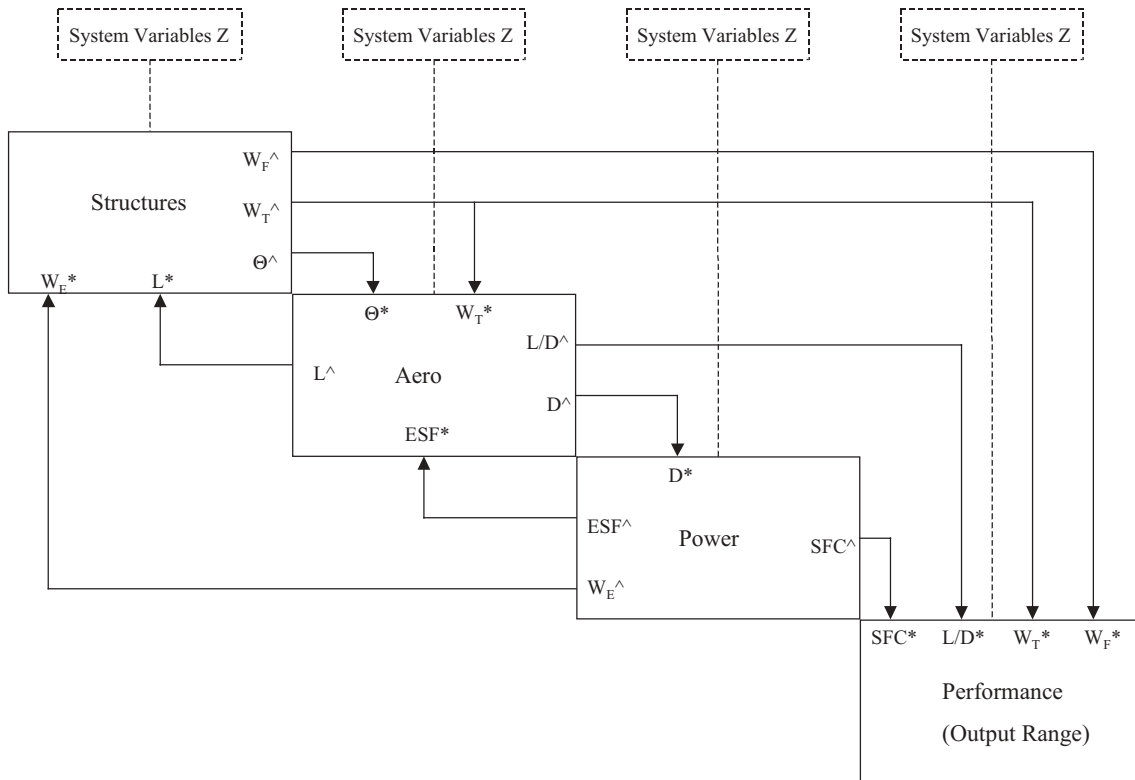 System Variables Z
System Variables Z
System Variables Z
System Variables Z
W_F^
Structures
W_T^
Θ^
W_E*
L*
Θ*
W_T*
L/D^
L^
Aero
D^
ESF*
D*
ESF^
Power
SFC^
W_E^
SFC*
L/D*
W_T*
W_F*
Performance
(Output Range)